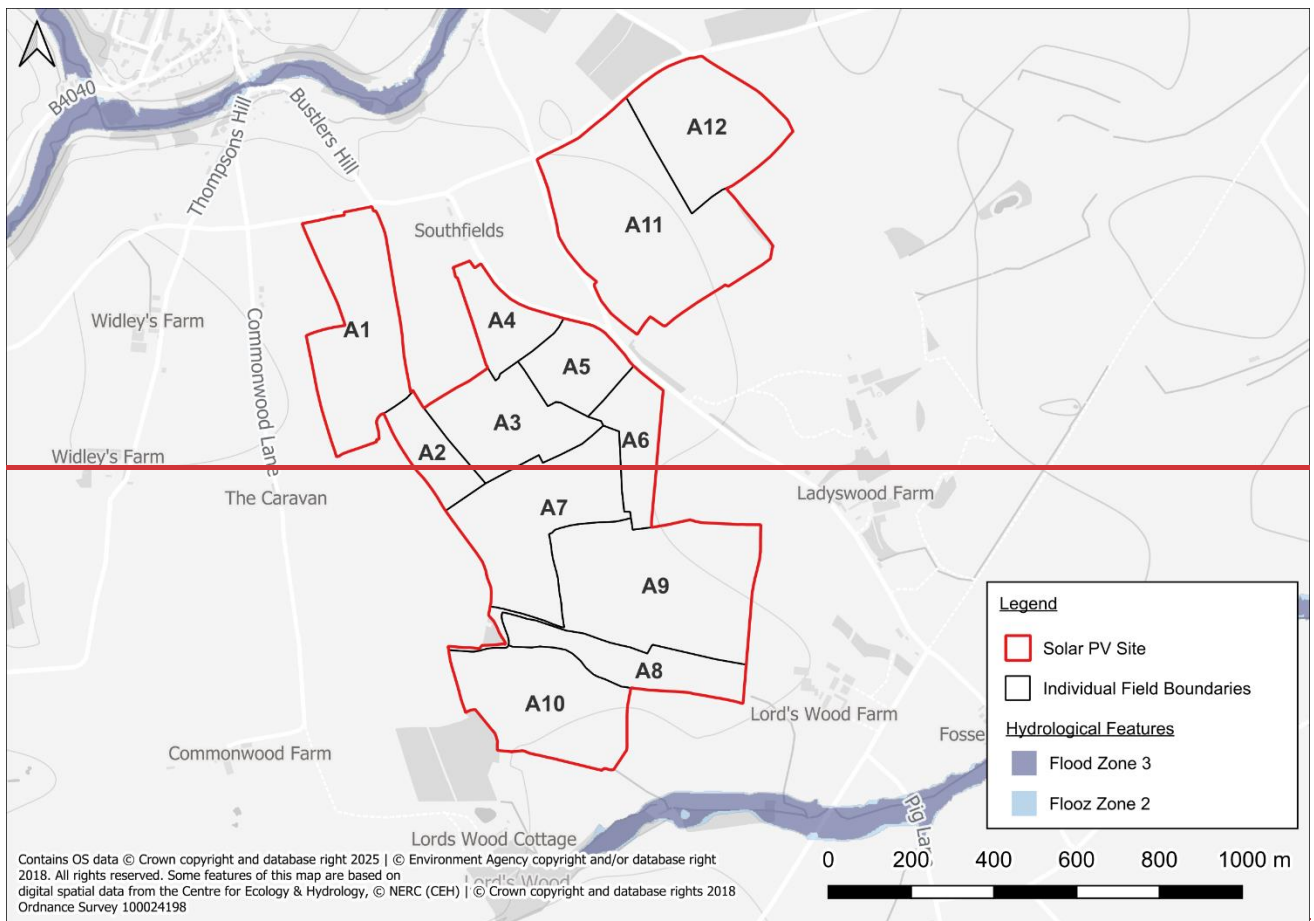 B4040
Thompsons Hill
Bustlers Hill
A12
A11
Southfields
A4
Widley's Farm
A1
Commonwood Lane
A5
A3
A6
A2
Widley's Farm
The Caravan
Ladyswood Farm
A7
A9
A8
A10
Lord's Wood Farm
Fosse
Commonwood Farm
Pig Lan
Lords Wood Cottage
Lord's Wood
Legend
Solar PV Site
Individual Field Boundaries
Hydrological Features
Flood Zone 3
Flooz Zone 2
0 200 400 600 800 1000 m
Contains OS data © Crown copyright and database right 2025 | © Environment Agency copyright and/or database right
2018. All rights reserved. Some features of this map are based on
digital spatial data from the Centre for Ecology & Hydrology, © NERC (CEH) | © Crown copyright and database rights 2018
Ordnance Survey 100024198